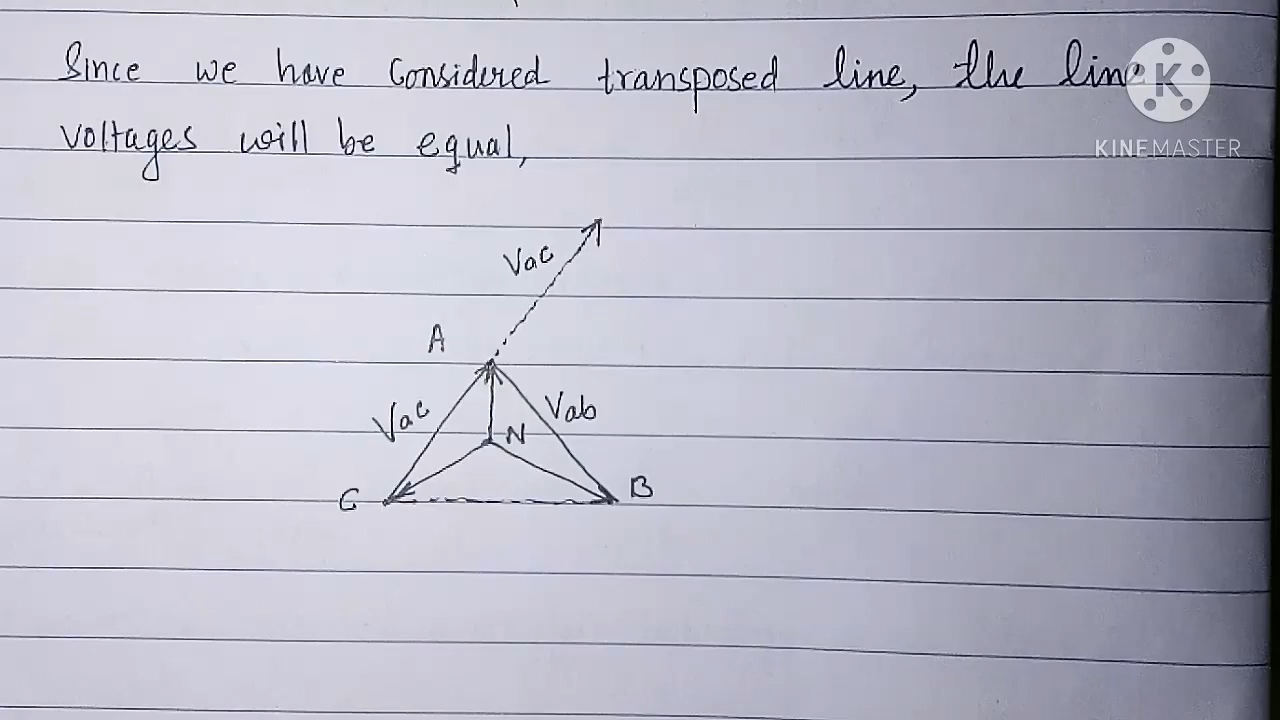 Since we have considered transposed line, the line
voltages will be equal,
K
KINEMASTER
Vac
A
Vac
Vab
N
C
B